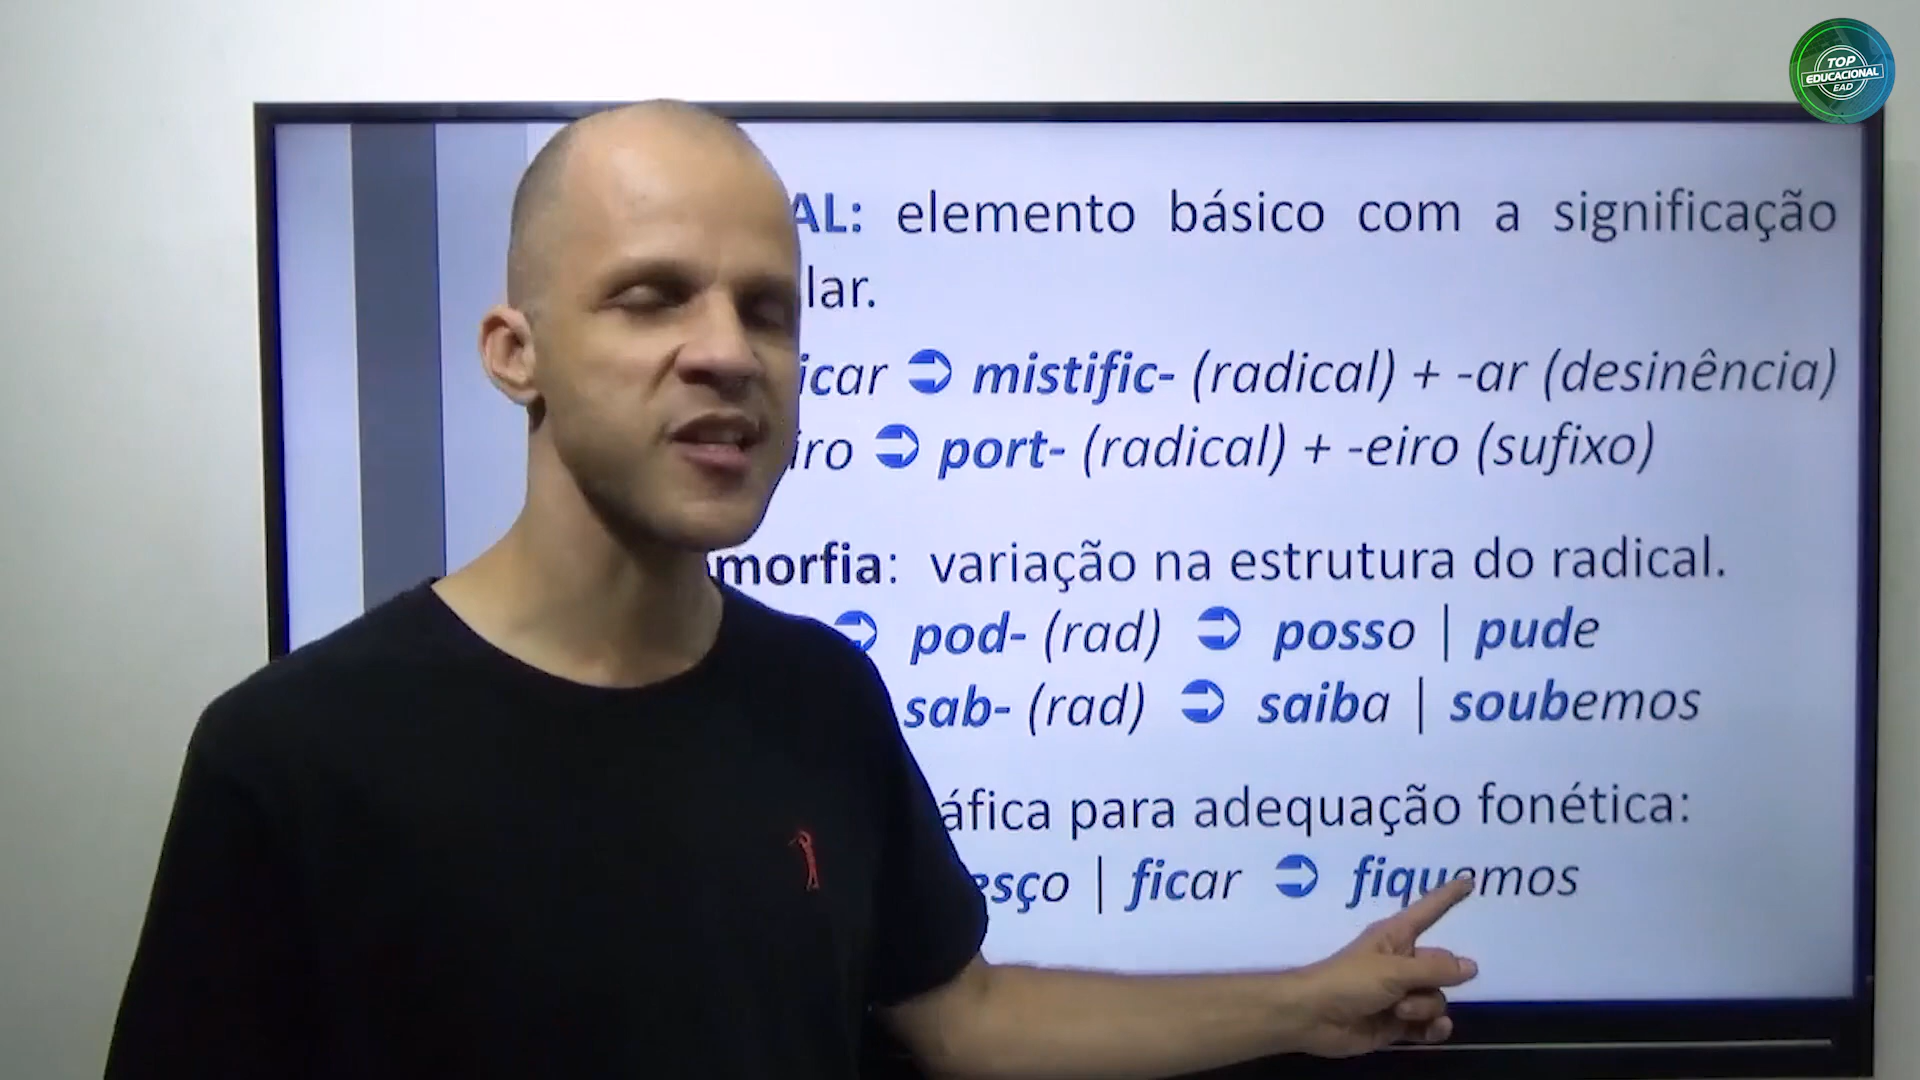 TOP
EDUCACIONAL
EAD
AL: elemento básico com a significação
lar.
icar ➲ mistific- (radical) + -ar (desinência)
iro ➲ port- (radical) + -eiro (sufixo)
morfia: variação na estrutura do radical.
➲ pod- (rad) ➲ posso | pude
sab- (rad) ➲ saiba | soubemos
áfica para adequação fonética:
esço | ficar ➲ fiquemos